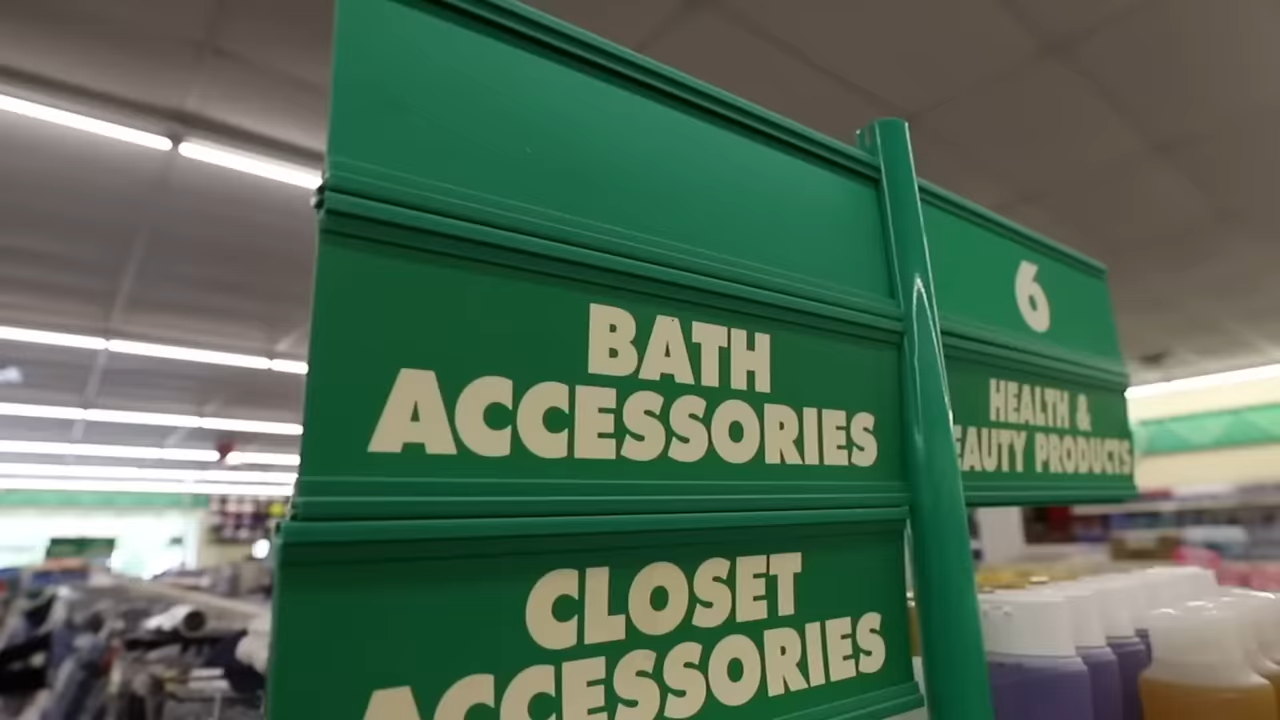 BATH
ACCESSORIES
CLOSET
ACCESSORIES
6
HEALTH &
EAUTY PRODUCTS